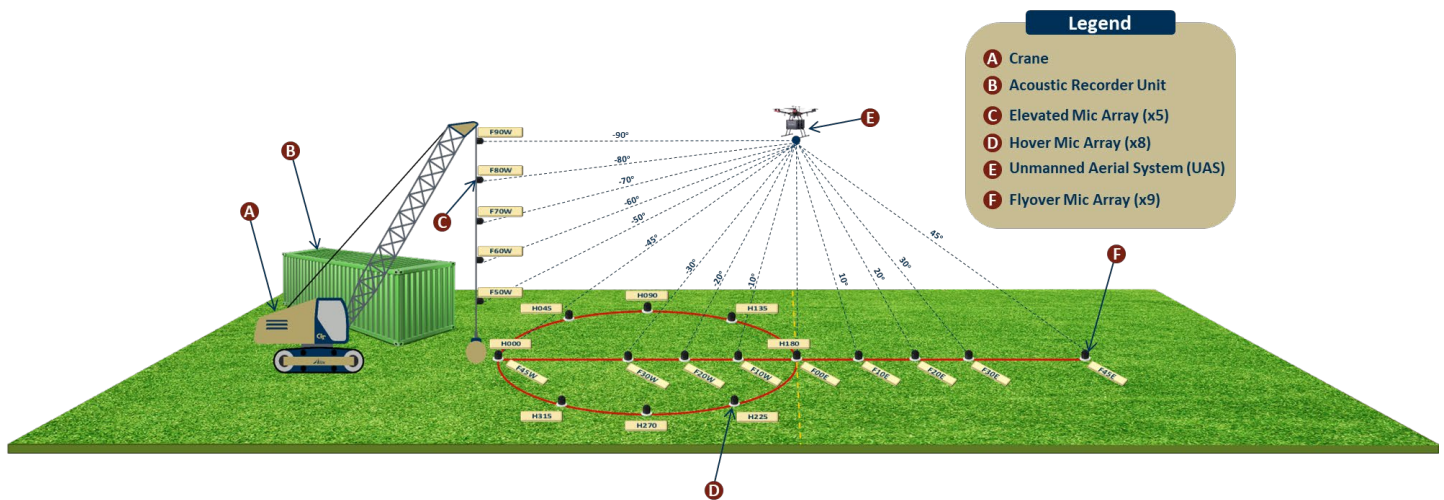 Legend
A Crane
B Acoustic Recorder Unit
C Elevated Mic Array (x5)
D Hover Mic Array (x8)
E Unmanned Aerial System (UAS)
F Flyover Mic Array (x9)
E
F90W
-90°
F80W
-80°
B
F70W
-70°
C
-60°
A
-50°
F60W
-45°
45°
F
-30°
30°
-20°
20°
-10°
10°
F50W
H090
H045
H135
H000
H180
F45W
F30W
F20W
F10W
F00E
F10E
F20E
F30E
F45E
H315
H225
H270
D